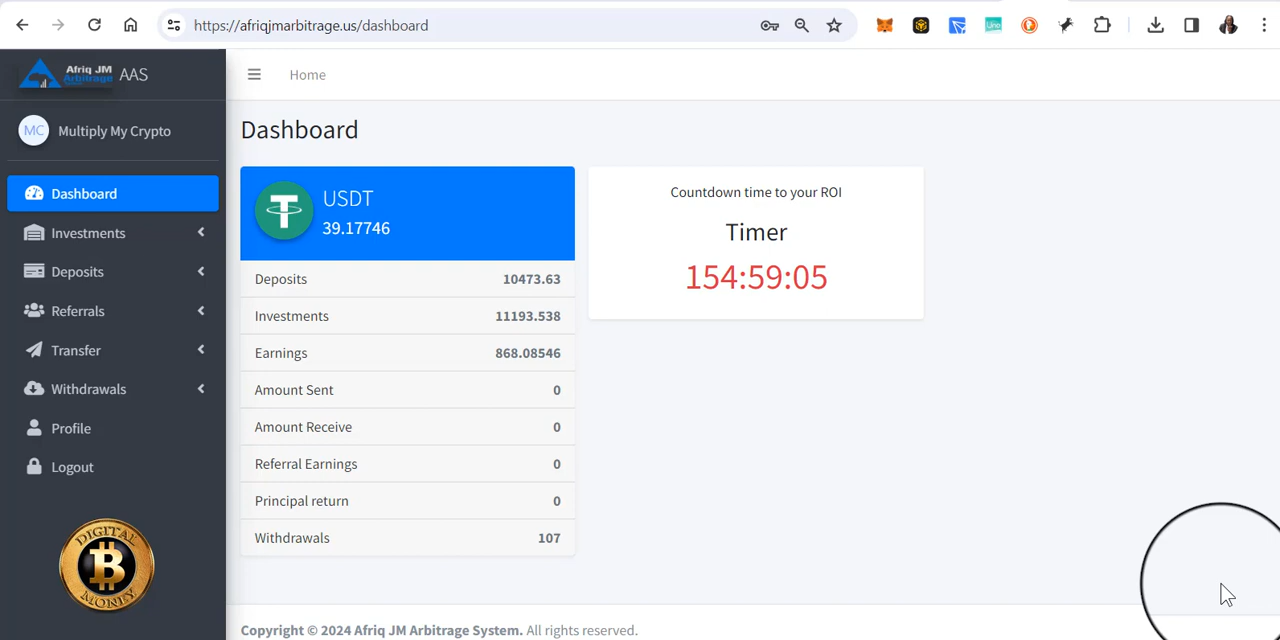 https://afriqjmarbitrage.us/dashboard
Uno
Afriq JM
Arbitrage
AAS
Home
MC
Multiply My Crypto
Dashboard
Investments
Deposits
Referrals
Transfer
Withdrawals
Profile
Logout
DIGITAL
B
MONEY
Dashboard
USDT
39.17746
Deposits 10473.63
Investments 11193.538
Earnings 868.08546
Amount Sent 0
Amount Receive 0
Referral Earnings 0
Principal return 0
Withdrawals 107
Countdown time to your ROI
Timer
154:59:05
Copyright © 2024 Afriq JM Arbitrage System. All rights reserved.